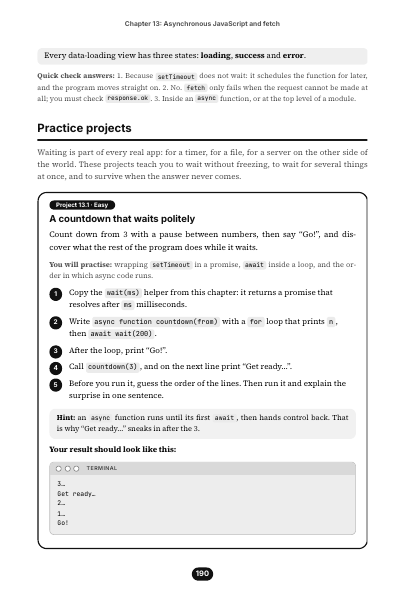 Chapter 13: Asynchronous JavaScript and fetch
Every data-loading view has three states: loading, success and error.
Quick check answers: 1. Because setTimeout does not wait: it schedules the function for later,
and the program moves straight on. 2. No. fetch only fails when the request cannot be made at
all; you must check response.ok. 3. Inside an async function, or at the top level of a module.
Practice projects
Waiting is part of every real app: for a timer, for a file, for a server on the other side of
the world. These projects teach you to wait without freezing, to wait for several things
at once, and to survive when the answer never comes.
Project 13.1 · Easy
A countdown that waits politely
Count down from 3 with a pause between numbers, then say “Go!”, and dis-
cover what the rest of the program does while it waits.
You will practise: wrapping setTimeout in a promise, await inside a loop, and the or-
der in which async code runs.
1 Copy the wait(ms) helper from this chapter: it returns a promise that
resolves after ms milliseconds.
2 Write async function countdown(from) with a for loop that prints n,
then await wait(200).
3 After the loop, print “Go!”.
4 Call countdown(3), and on the next line print “Get ready…”.
5 Before you run it, guess the order of the lines. Then run it and explain the
surprise in one sentence.
Hint: an async function runs until its first await, then hands control back. That
is why “Get ready…” sneaks in after the 3.
Your result should look like this:
TERMINAL
3…
Get ready…
2…
1…
Go!
190